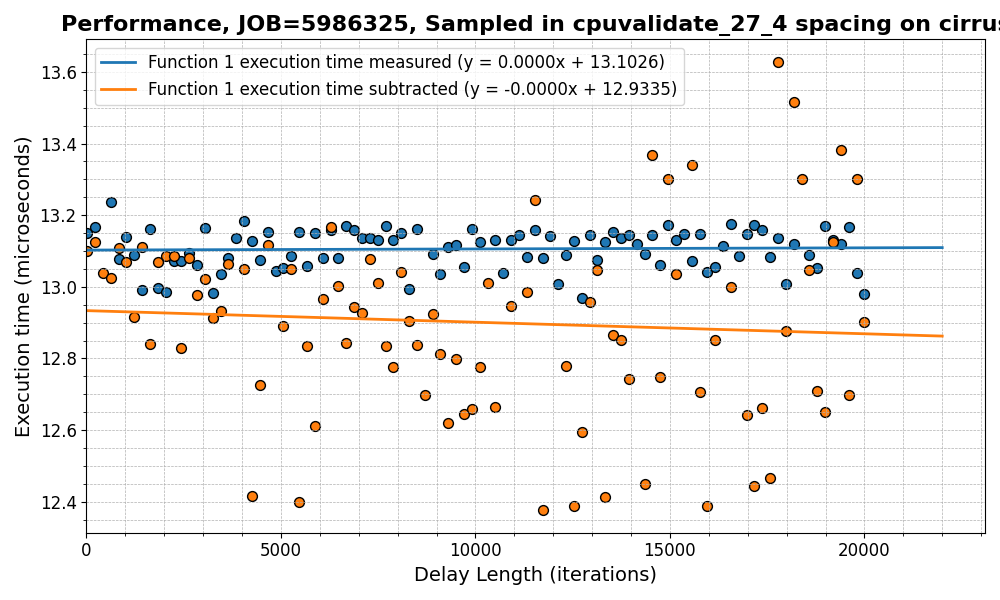 Performance, JOB=5986325, Sampled in cpuvalidate_27_4 spacing on cirrus
Function 1 execution time measured (y = 0.0000x + 13.1026)
Function 1 execution time subtracted (y = -0.0000x + 12.9335)
Execution time (microseconds)
13.6
13.4
13.2
13.0
12.8
12.6
12.4
0 5000 10000 15000 20000
Delay Length (iterations)